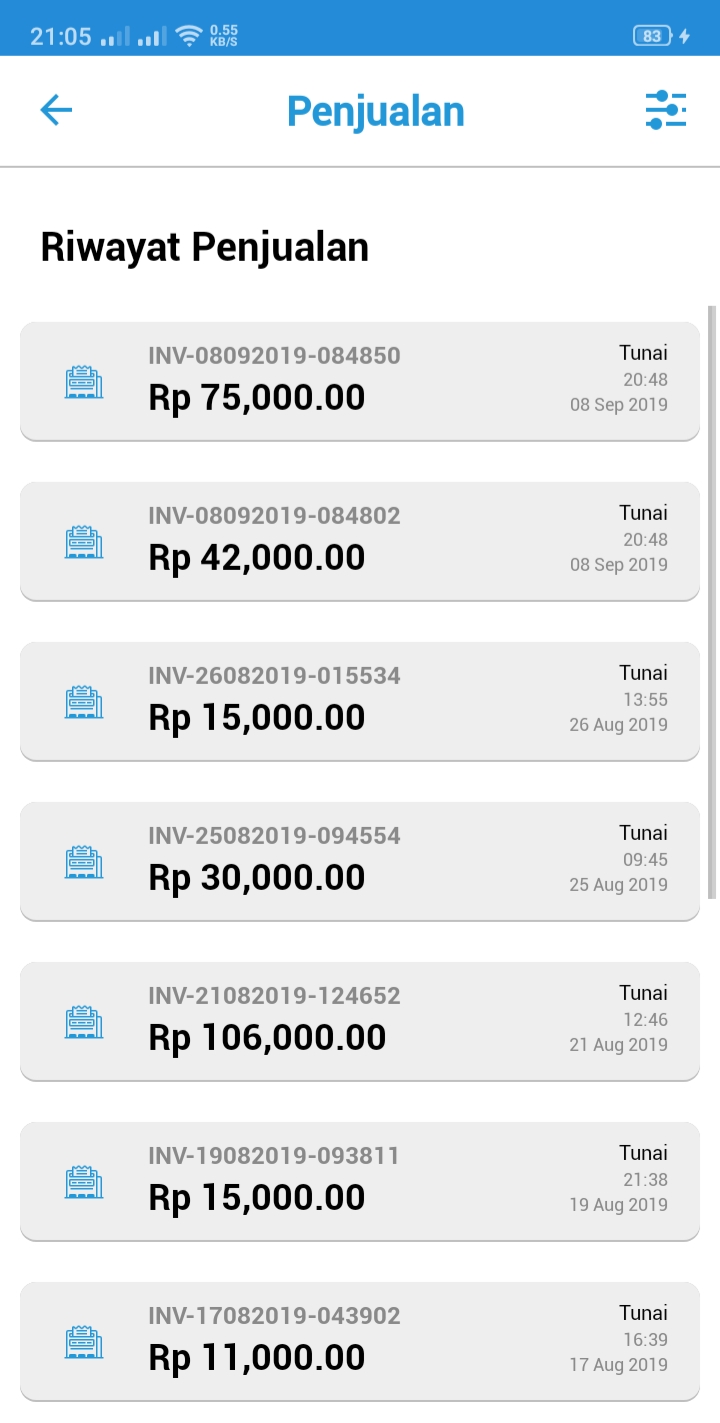 21:05 0.55 KB/S 83
Penjualan
Riwayat Penjualan
INV-08092019-084850
Rp 75,000.00
Tunai
20:48
08 Sep 2019
INV-08092019-084802
Rp 42,000.00
Tunai
20:48
08 Sep 2019
INV-26082019-015534
Rp 15,000.00
Tunai
13:55
26 Aug 2019
INV-25082019-094554
Rp 30,000.00
Tunai
09:45
25 Aug 2019
INV-21082019-124652
Rp 106,000.00
Tunai
12:46
21 Aug 2019
INV-19082019-093811
Rp 15,000.00
Tunai
21:38
19 Aug 2019
INV-17082019-043902
Rp 11,000.00
Tunai
16:39
17 Aug 2019